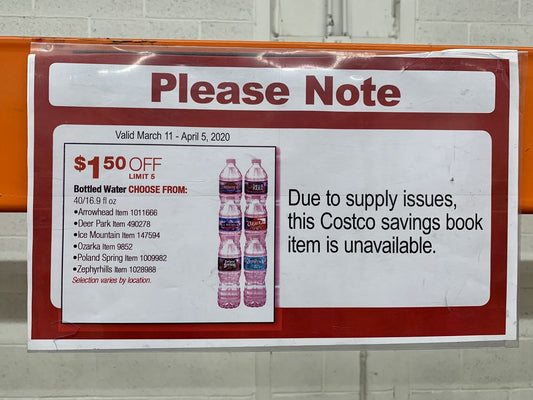 Please Note
Valid March 11 - April 5, 2020
$1.50 OFF
LIMIT 5
Bottled Water CHOOSE FROM:
40/16.9 fl oz
•Arrowhead Item 1011666
•Deer Park Item 490278
•Ice Mountain Item 147594
•Ozarka Item 9852
•Poland Spring Item 1009982
•Zephyrhills Item 1028988
Selection varies by location.
Due to supply issues,
this Costco savings book
item is unavailable.